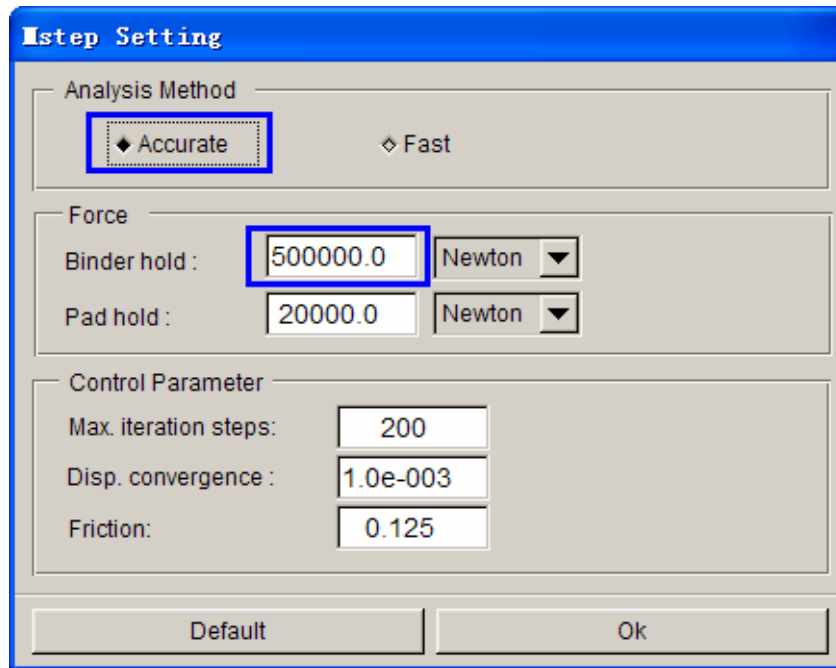 Mstep Setting
Analysis Method
Accurate Fast
Force
Binder hold : 500000.0 Newton
Pad hold : 20000.0 Newton
Control Parameter
Max. iteration steps: 200
Disp. convergence : 1.0e-003
Friction: 0.125
Default Ok